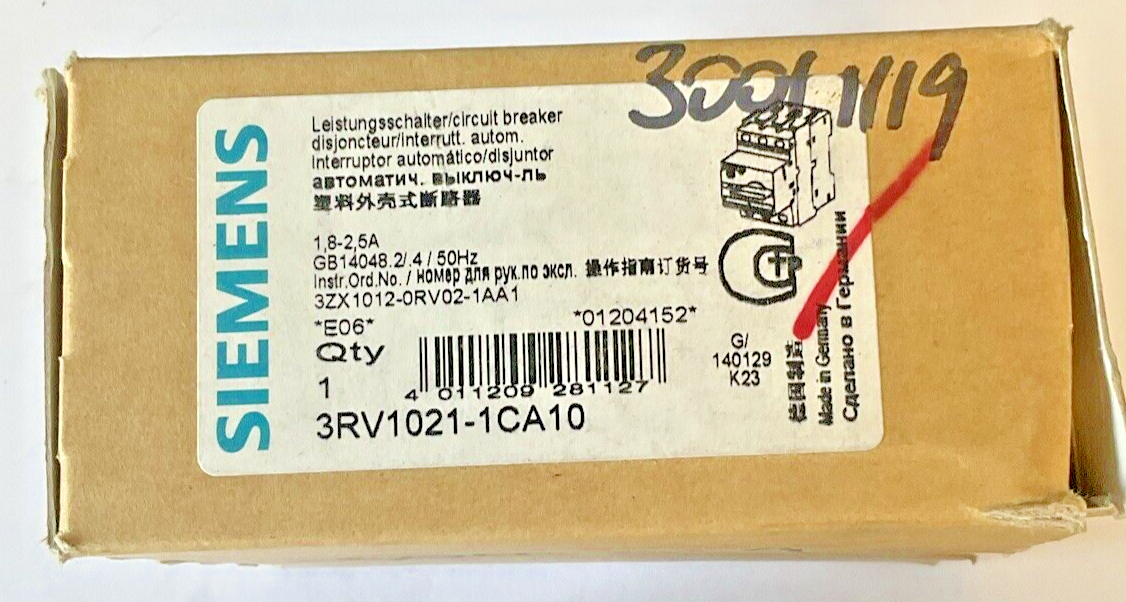 SIEMENS
Leistungsschalter/circuit breaker
disjoncteur/interrutt. autom.
Interruptor automático/disjuntor
автоматич. выключ-ль
塑料外壳式断路器
1,8-2,5A
GB14048.2/.4 / 50Hz
Instr.Ord.No. / номер для рук.по экcл. 操作指南订货号
3ZX1012-0RV02-1AA1
*E06*
*01204152*
Qty
1
4 011209 281127
3RV1021-1CA10
G/
140129
K23
德国制造
Made in Germany
Сделано в Германии